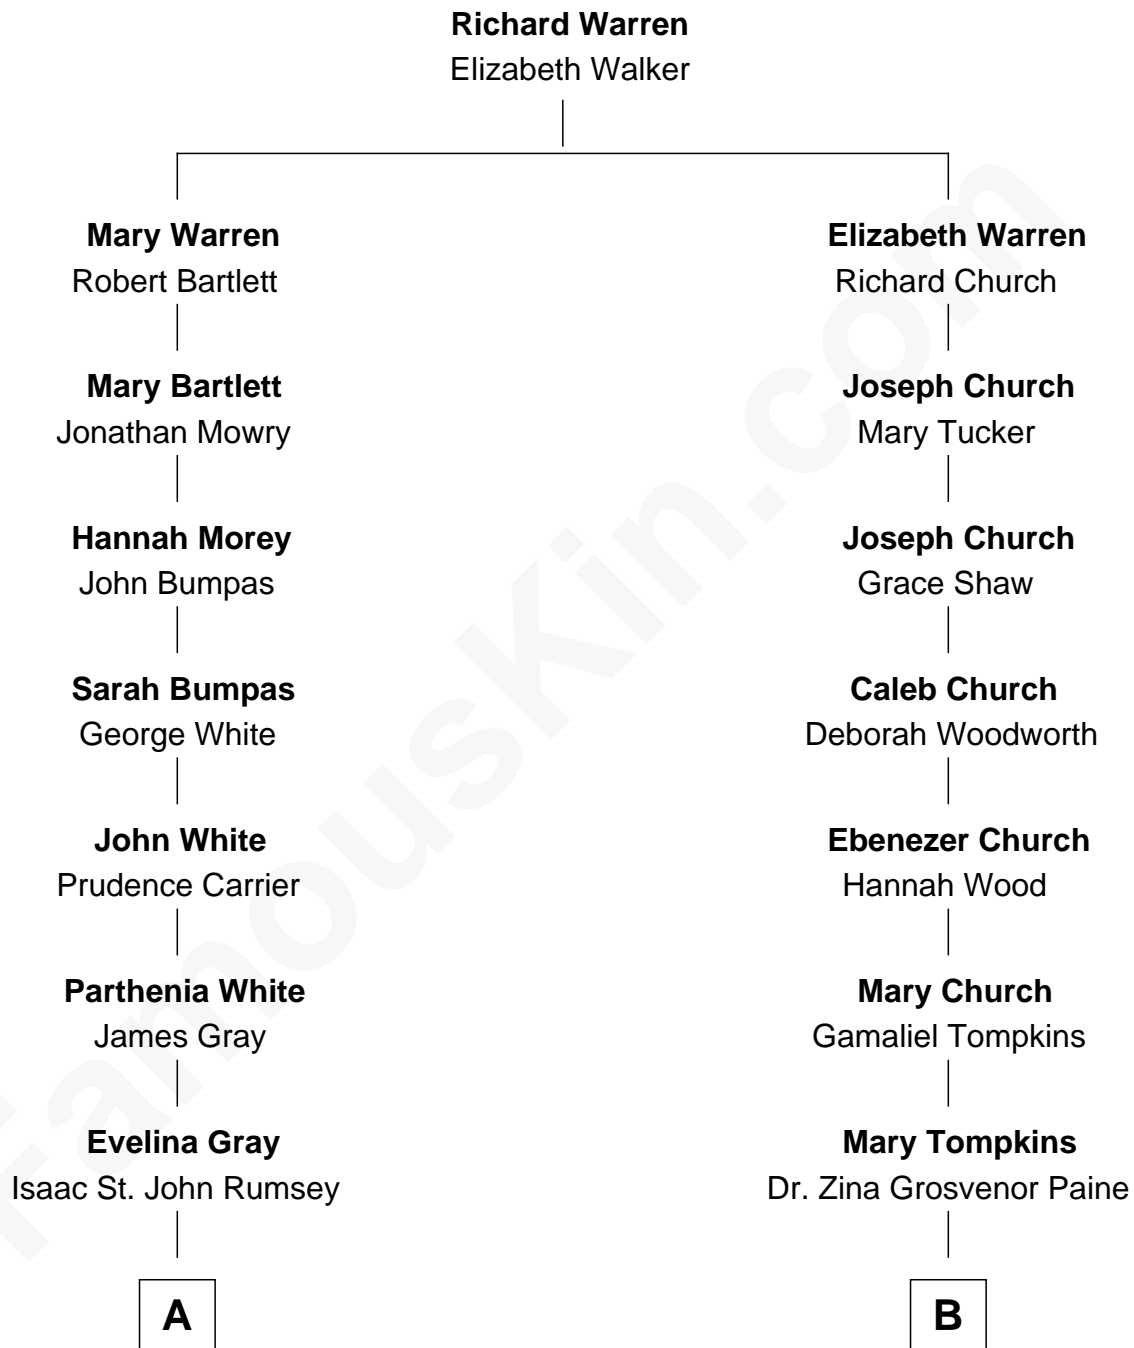 Richard Warren
Elizabeth Walker
Mary Warren
Robert Bartlett
Elizabeth Warren
Richard Church
Mary Bartlett
Jonathan Mowry
Joseph Church
Mary Tucker
Hannah Morey
John Bumpas
Joseph Church
Grace Shaw
Sarah Bumpas
George White
Caleb Church
Deborah Woodworth
John White
Prudence Carrier
Ebenezer Church
Hannah Wood
Parthenia White
James Gray
Mary Church
Gamaliel Tompkins
Evelina Gray
Isaac St. John Rumsey
Mary Tompkins
Dr. Zina Grosvenor Paine
A
B
FamousKin.com